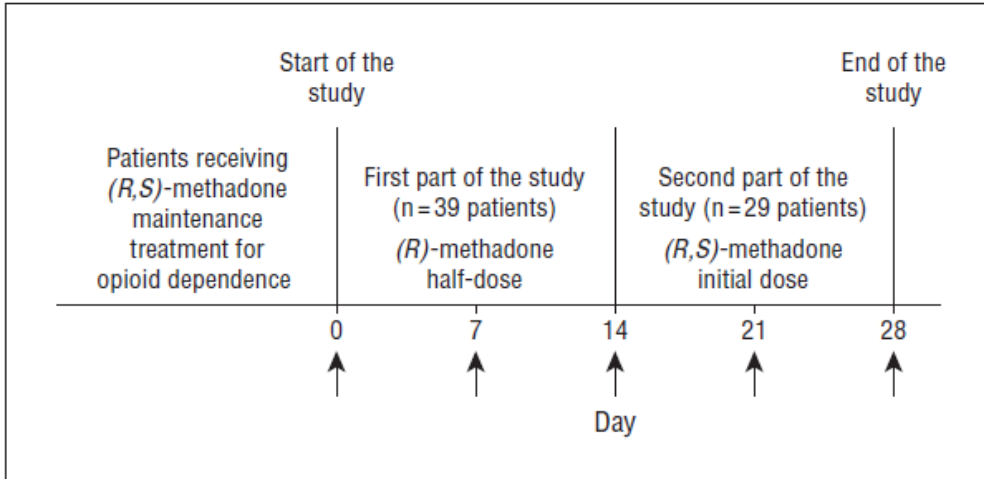 Start of the
study
End of the
study
Patients receiving
(R,S)-methadone
maintenance
treatment for
opioid dependence
First part of the study
(n=39 patients)
(R)-methadone
half-dose
Second part of the
study (n=29 patients)
(R,S)-methadone
initial dose
0
7
14
21
28
Day